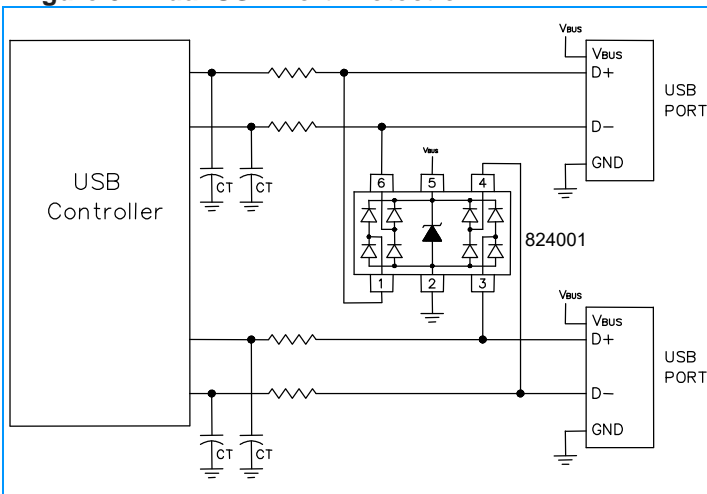 VBUS
VBUS
D+
USB
PORT
D−
GND
CT
CT
USB
Controller
VBUS
6
5
4
824001
1
2
3
VBUS
VBUS
D+
USB
PORT
D−
GND
CT
CT